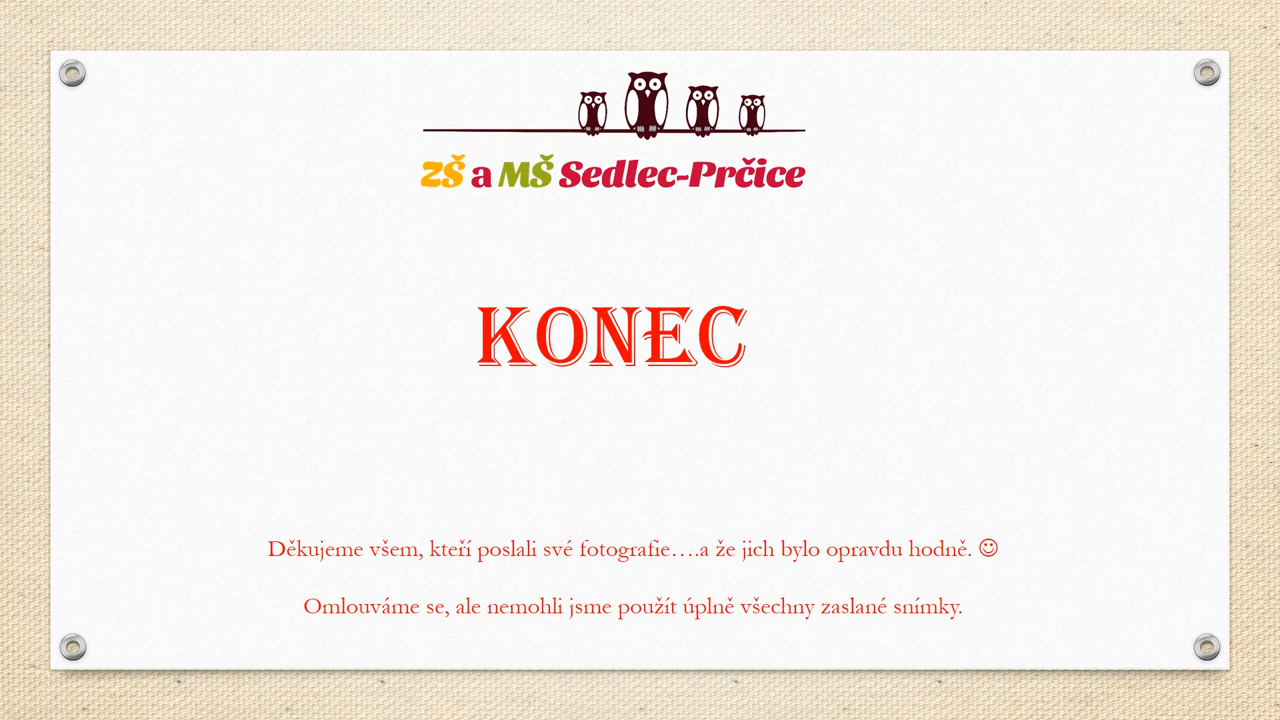 ZŠ a MŠ Sedlec-Prčice
KONEC
Děkujeme všem, kteří poslali své fotografie….a že jich bylo opravdu hodně. ☺
Omlouváme se, ale nemohli jsme použít úplně všechny zaslané snímky.